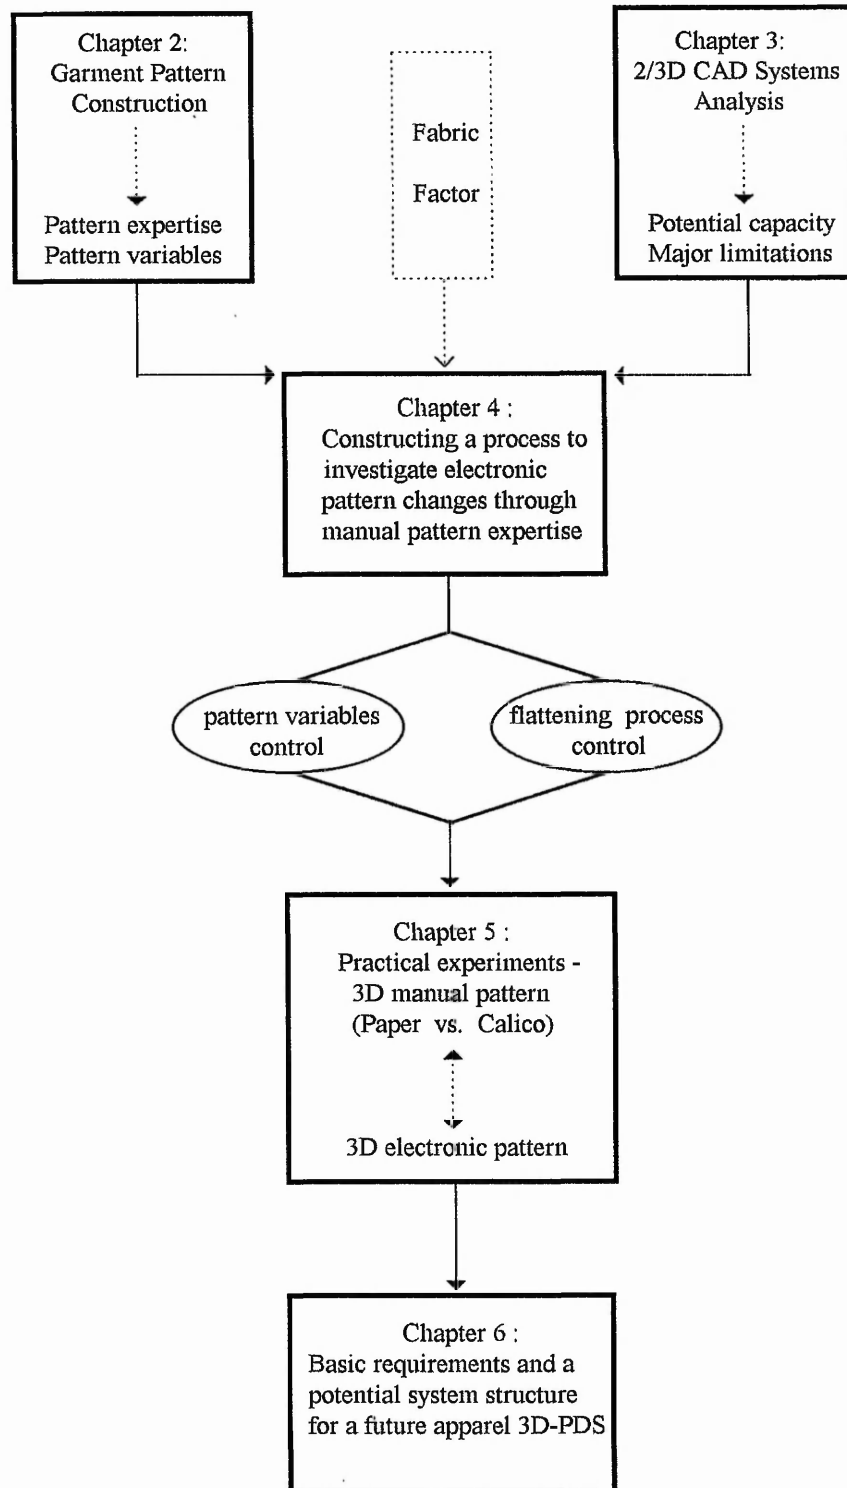 Chapter 2:
Garment Pattern
Construction
Pattern expertise
Pattern variables
Fabric
Factor
Chapter 3:
2/3D CAD Systems
Analysis
Potential capacity
Major limitations
Chapter 4 :
Constructing a process to
investigate electronic
pattern changes through
manual pattern expertise
pattern variables
control
flattening process
control
Chapter 5 :
Practical experiments -
3D manual pattern
(Paper vs. Calico)
3D electronic pattern
Chapter 6 :
Basic requirements and a
potential system structure
for a future apparel 3D-PDS